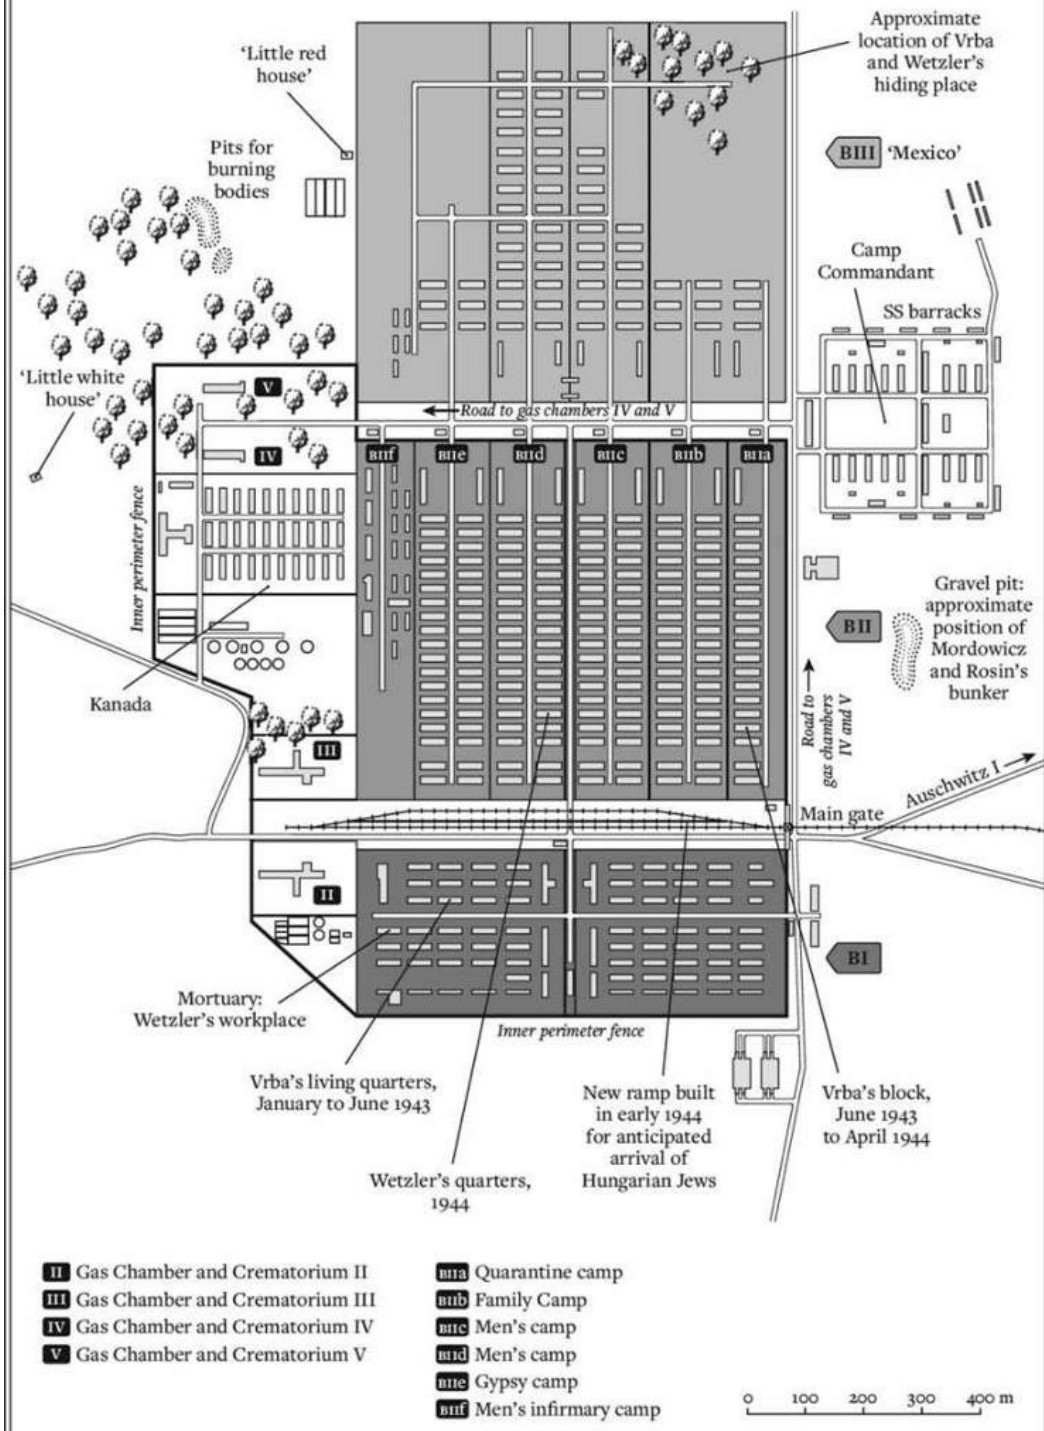 'Little red
house'
Approximate
location of Vrba
and Wetzler's
hiding place
Pits for
burning
bodies
BIII 'Mexico'
Camp
Commandant
SS barracks
'Little white
house'
V
Road to gas chambers IV and V
IV
BIIf
BIIe
BIId
BIIc
BIIb
BIIa
Inner perimeter fence
Gravel pit:
approximate
position of
Mordowicz
and Rosin's
bunker
BII
Kanada
Road to
gas chambers
IV and V
III
Auschwitz I
Main gate
II
BI
Mortuary:
Wetzler's workplace
Inner perimeter fence
Vrba's living quarters,
January to June 1943
New ramp built
in early 1944
for anticipated
arrival of
Hungarian Jews
Vrba's block,
June 1943
to April 1944
Wetzler's quarters,
1944
II Gas Chamber and Crematorium II
III Gas Chamber and Crematorium III
IV Gas Chamber and Crematorium IV
V Gas Chamber and Crematorium V
BIIa Quarantine camp
BIIb Family Camp
BIIc Men's camp
BIId Men's camp
BIIe Gypsy camp
BIIf Men's infirmary camp
0 100 200 300 400 m